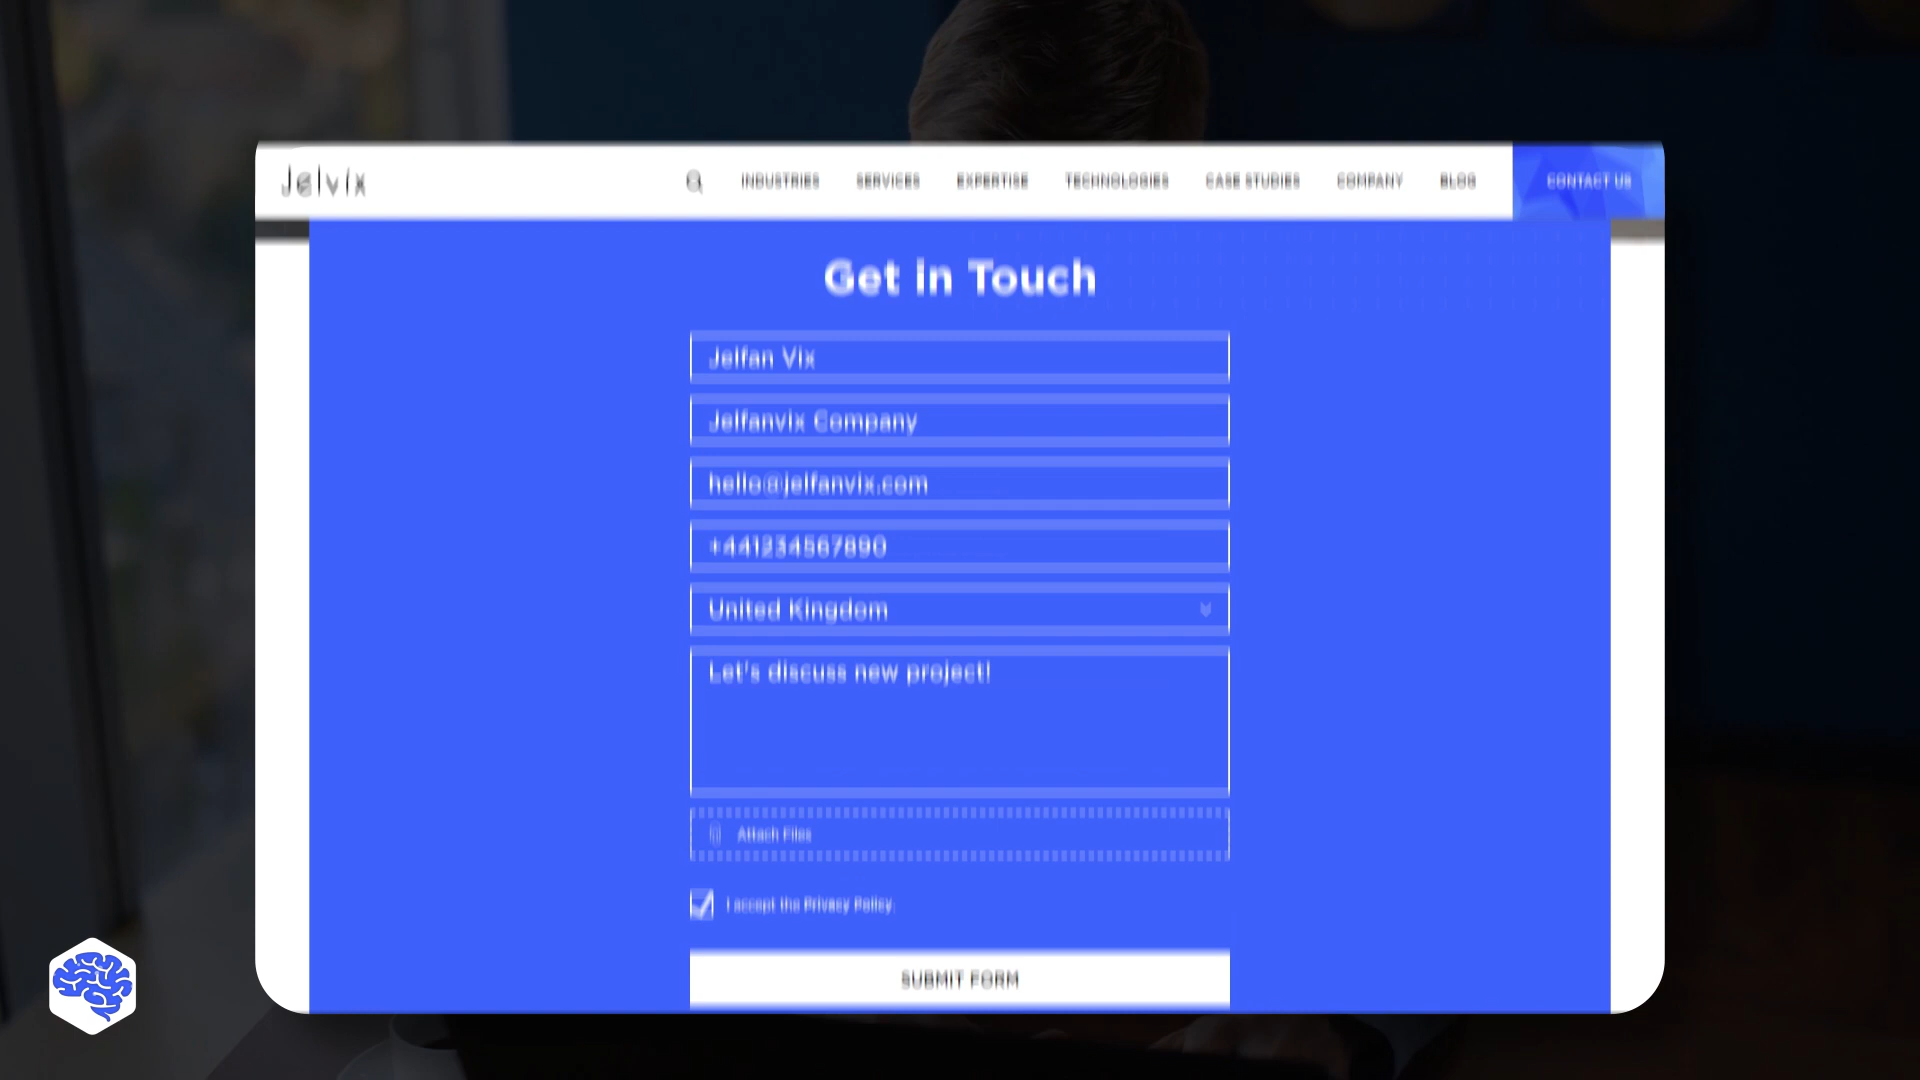 Jelvix
INDUSTRIES SERVICES EXPERTISE TECHNOLOGIES CASE STUDIES COMPANY BLOG CONTACT US
Get in Touch
Jelfan Vix
Jelfanvix Company
hello@jelfanvix.com
+441234567890
United Kingdom
Let's discuss new project!
Attach Files
I accept the Privacy Policy.
SUBMIT FORM